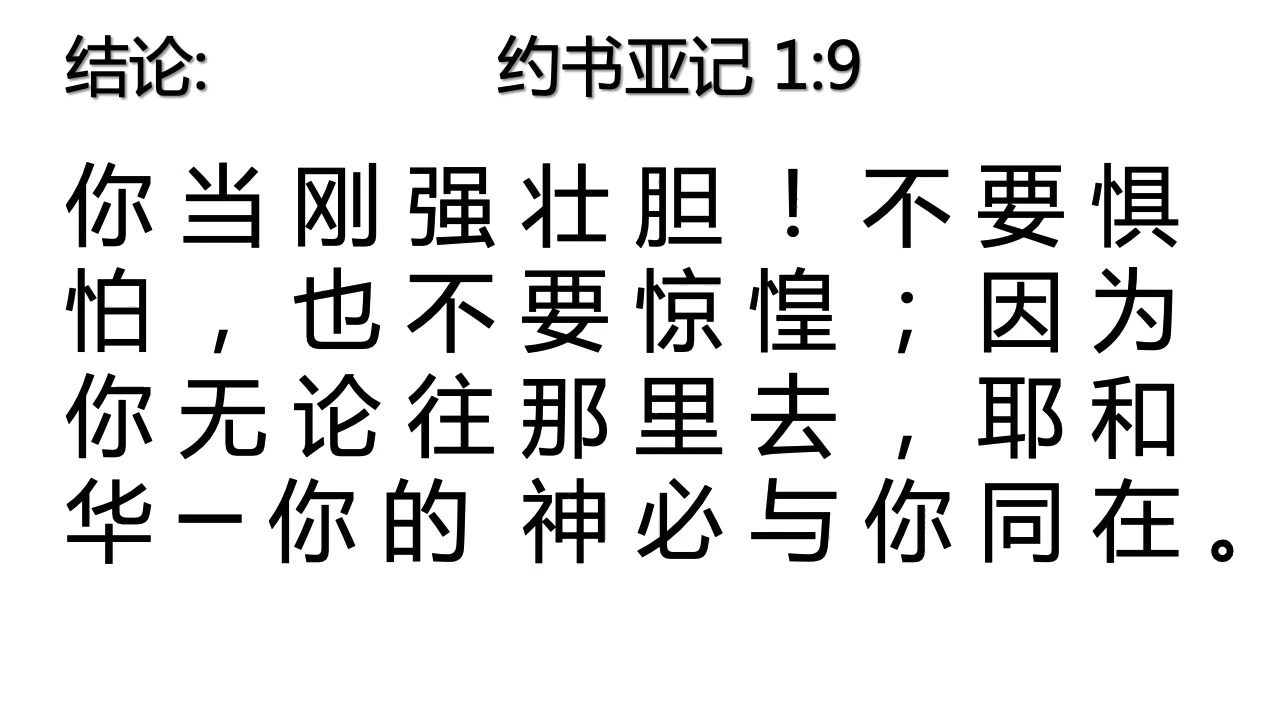 结论: 约书亚记 1:9
你当刚强壮胆！不要惧
怕，也不要惊惶；因为
你无论往那里去，耶和
华─你的 神必与你同在。